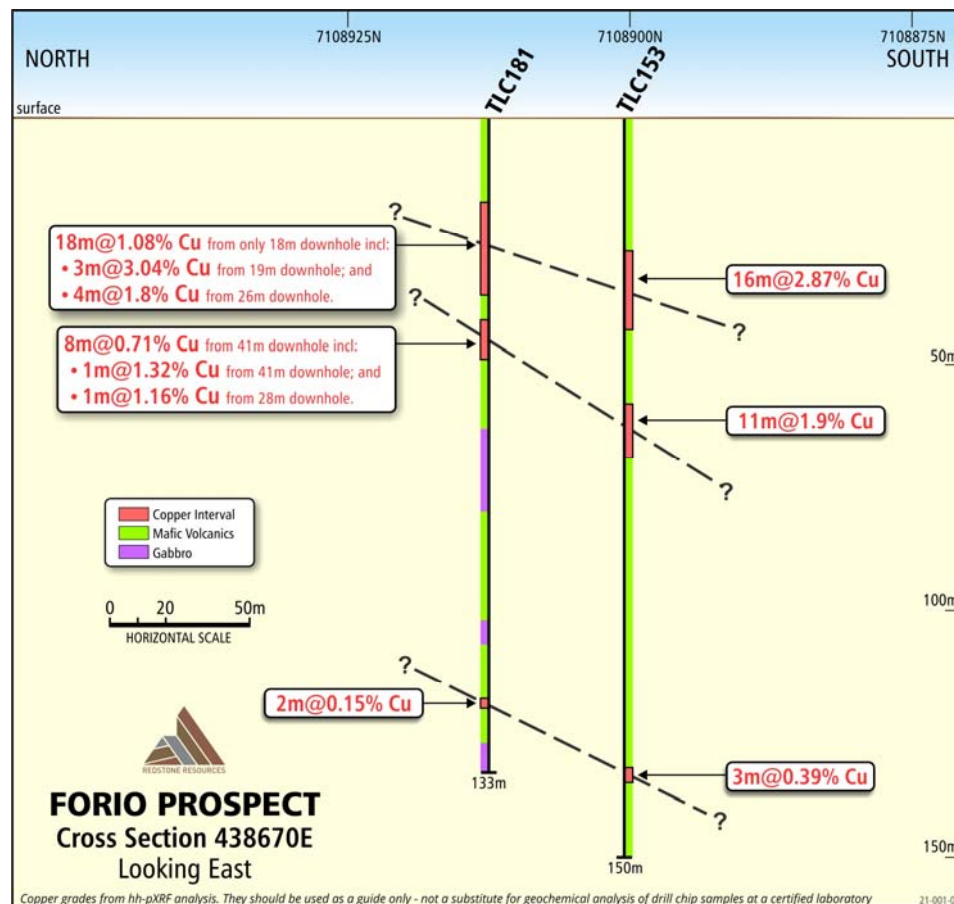 7108925N
7108900N
7108875N
NORTH
SOUTH
TLC181
TLC153
surface
18m@1.08% Cu from only 18m downhole incl:
• 3m@3.04% Cu from 19m downhole; and
• 4m@1.8% Cu from 26m downhole.
?
16m@2.87% Cu
?
?
8m@0.71% Cu from 41m downhole incl:
• 1m@1.32% Cu from 41m downhole; and
• 1m@1.16% Cu from 28m downhole.
50m
11m@1.9% Cu
?
Copper Interval
Mafic Volcanics
Gabbro
0 20 50m
HORIZONTAL SCALE
100m
?
2m@0.15% Cu
3m@0.39% Cu
?
133m
150m
150m
REDSTONE RESOURCES
FORIO PROSPECT
Cross Section 438670E
Looking East
Copper grades from hh-pXRF analysis. They should be used as a guide only - not a substitute for geochemical analysis of drill chip samples at a certified laboratory